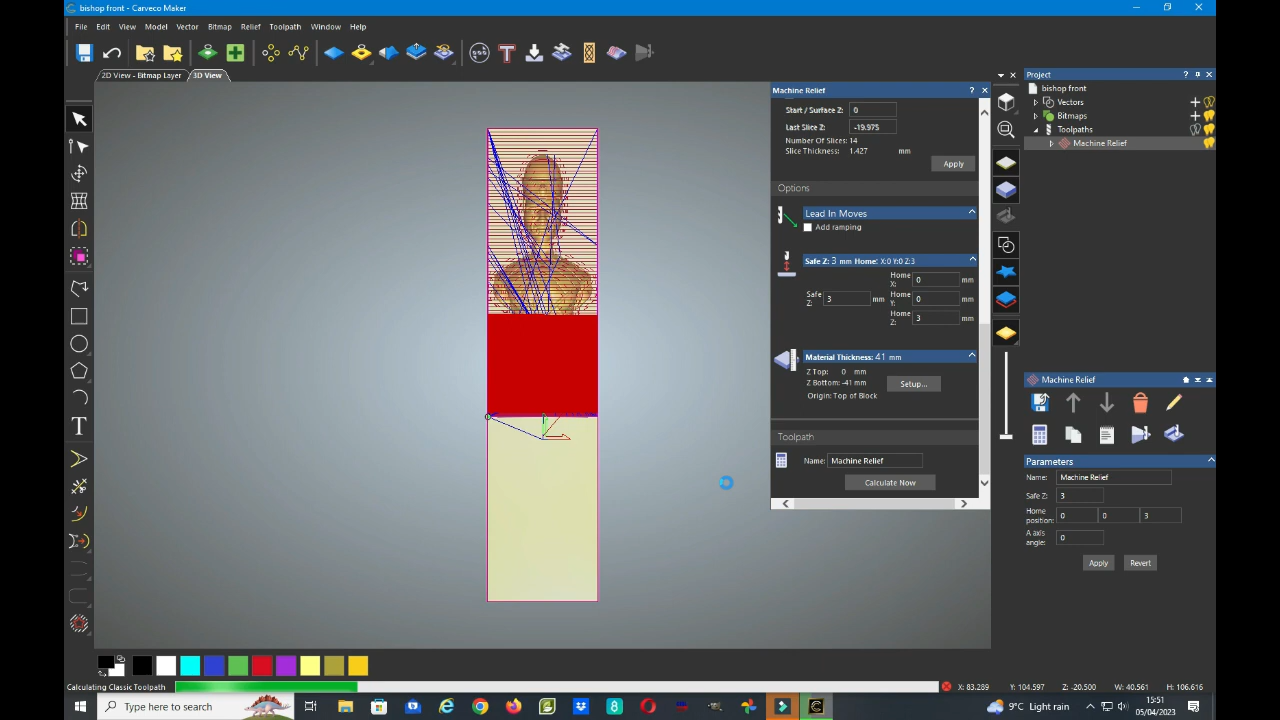 bishop front - Carveco Maker
File Edit View Model Vector Bitmap Relief Toolpath Window Help
2D View - Bitmap Layer 3D View
Machine Relief
Start / Surface Z: 0
Last Slice Z: -19.975
Number Of Slices: 14
Slice Thickness: 1.427 mm
Apply
Options
Lead In Moves
Add ramping
Safe Z: 3 mm Home: X:0 Y:0 Z:3
Home X: 0 mm
Safe Z: 3 mm
Home Y: 0 mm
Home Z: 3 mm
Material Thickness: 41 mm
Z Top: 0 mm
Z Bottom: -41 mm
Setup...
Origin: Top of Block
Toolpath
Name: Machine Relief
Calculate Now
Project
bishop front
Vectors
Bitmaps
Toolpaths
Machine Relief
Machine Relief
Parameters
Name: Machine Relief
Safe Z: 3
Home position: 0 0 3
A axis angle: 0
Apply Revert
Calculating Classic Toolpath
X: 83.289 Y: 104.597 Z: -20.500 W: 40.561 H: 106.616
Type here to search
9°C Light rain
15:51
05/04/2023